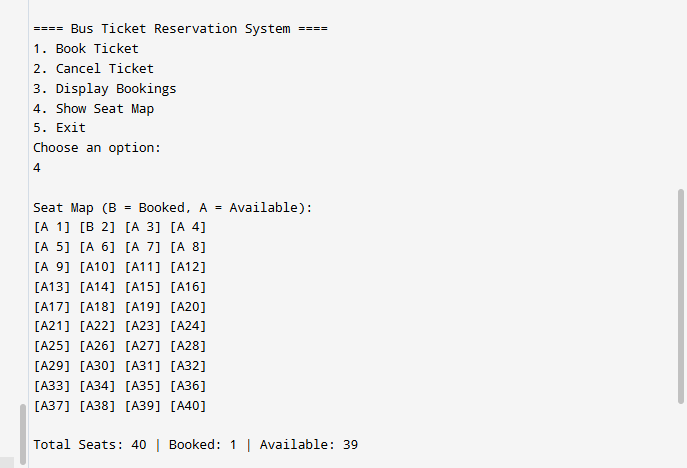 ==== Bus Ticket Reservation System ====
1. Book Ticket
2. Cancel Ticket
3. Display Bookings
4. Show Seat Map
5. Exit
Choose an option:
4
Seat Map (B = Booked, A = Available):
[A 1] [B 2] [A 3] [A 4]
[A 5] [A 6] [A 7] [A 8]
[A 9] [A10] [A11] [A12]
[A13] [A14] [A15] [A16]
[A17] [A18] [A19] [A20]
[A21] [A22] [A23] [A24]
[A25] [A26] [A27] [A28]
[A29] [A30] [A31] [A32]
[A33] [A34] [A35] [A36]
[A37] [A38] [A39] [A40]
Total Seats: 40 | Booked: 1 | Available: 39